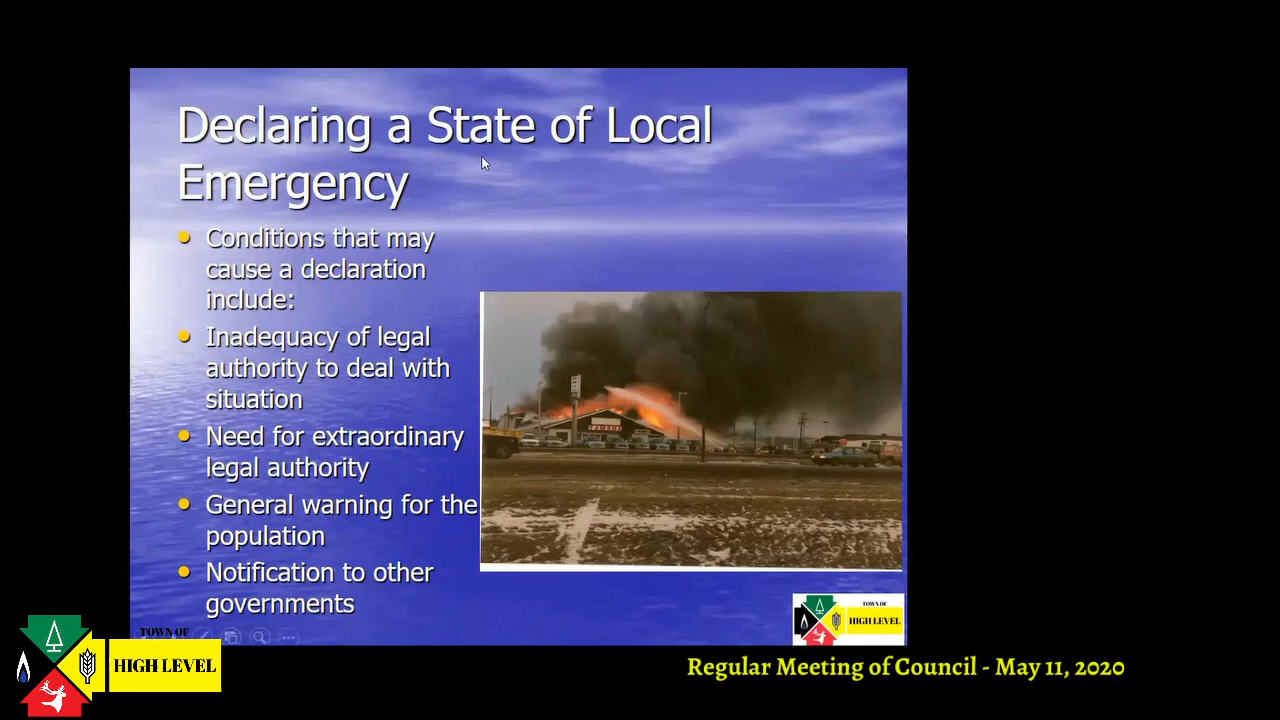 Declaring a State of Local
Emergency
Conditions that may
cause a declaration
include:
Inadequacy of legal
authority to deal with
situation
Need for extraordinary
legal authority
General warning for the
population
Notification to other
governments
YAMAHA
TOWN OF
HIGH LEVEL
TOWN OF
HIGH LEVEL
Regular Meeting of Council - May 11, 2020